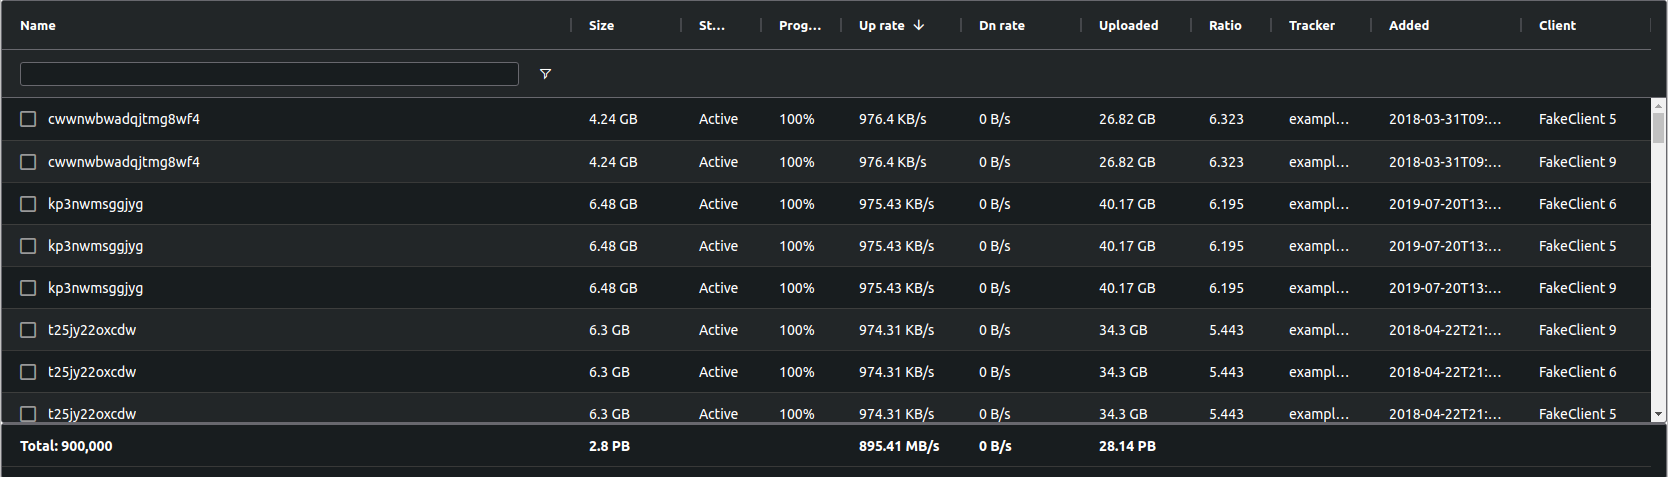 Name Size St... Prog... Up rate ↓ Dn rate Uploaded Ratio Tracker Added Client
cwwnwbwadqjtmg8wf4 4.24 GB Active 100% 976.4 KB/s 0 B/s 26.82 GB 6.323 exampl... 2018-03-31T09:... FakeClient 5
cwwnwbwadqjtmg8wf4 4.24 GB Active 100% 976.4 KB/s 0 B/s 26.82 GB 6.323 exampl... 2018-03-31T09:... FakeClient 9
kp3nwmsggjyg 6.48 GB Active 100% 975.43 KB/s 0 B/s 40.17 GB 6.195 exampl... 2019-07-20T13:... FakeClient 6
kp3nwmsggjyg 6.48 GB Active 100% 975.43 KB/s 0 B/s 40.17 GB 6.195 exampl... 2019-07-20T13:... FakeClient 5
kp3nwmsggjyg 6.48 GB Active 100% 975.43 KB/s 0 B/s 40.17 GB 6.195 exampl... 2019-07-20T13:... FakeClient 9
t25jy22oxcdw 6.3 GB Active 100% 974.31 KB/s 0 B/s 34.3 GB 5.443 exampl... 2018-04-22T21:... FakeClient 9
t25jy22oxcdw 6.3 GB Active 100% 974.31 KB/s 0 B/s 34.3 GB 5.443 exampl... 2018-04-22T21:... FakeClient 6
t25jy22oxcdw 6.3 GB Active 100% 974.31 KB/s 0 B/s 34.3 GB 5.443 exampl... 2018-04-22T21:... FakeClient 5
Total: 900,000 2.8 PB 895.41 MB/s 0 B/s 28.14 PB